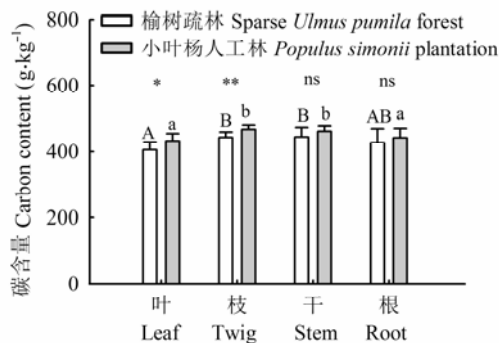 榆树疏林 Sparse Ulmus pumila forest
小叶杨人工林 Populus simonii plantation
碳含量 Carbon content (g·kg⁻¹)
800
600
400
200
0
* ** ns ns
A a B b B b AB a
叶 枝 干 根
Leaf Twig Stem Root